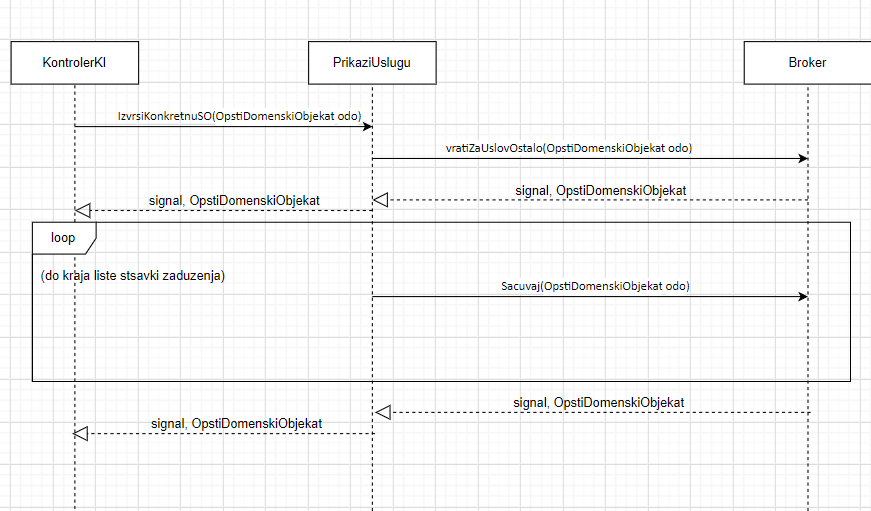 KontrolerKI
PrikaziUslugu
Broker
IzvrsiKonkretnuSO(OpstiDomenskiObjekat odo)
vratiZaUslovOstalo(OpstiDomenskiObjekat odo)
signal, OpstiDomenskiObjekat
signal, OpstiDomenskiObjekat
loop
(do kraja liste stsavki zaduzenja)
Sacuvaj(OpstiDomenskiObjekat odo)
signal, OpstiDomenskiObjekat
signal, OpstiDomenskiObjekat